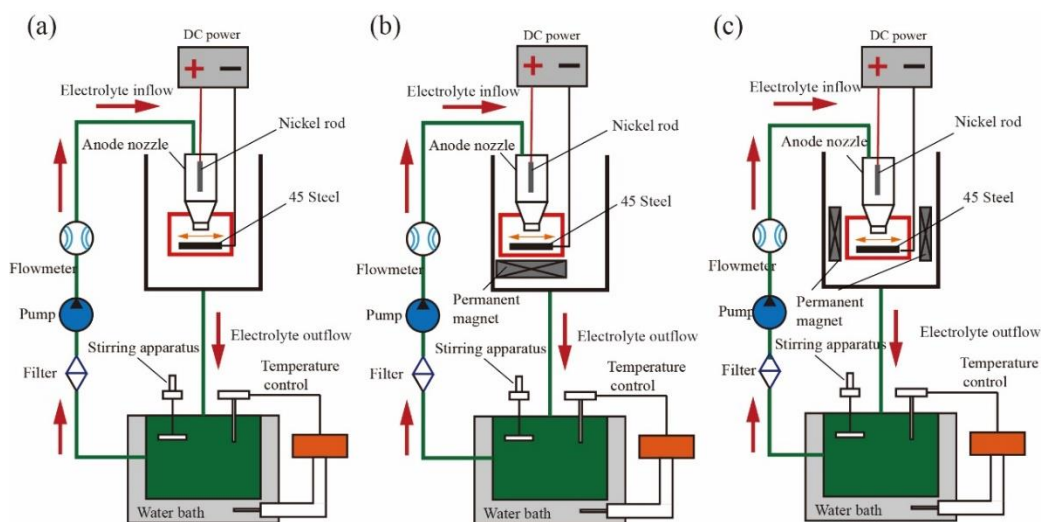 (a)
DC power
+ −
Electrolyte inflow
Nickel rod
Anode nozzle
45 Steel
Flowmeter
Pump
Electrolyte outflow
Stirring apparatus
Filter
Temperature
control
Water bath
(b)
DC power
+ −
Electrolyte inflow
Nickel rod
Anode nozzle
45 Steel
Flowmeter
Permanent
magnet
Pump
Electrolyte outflow
Stirring apparatus
Filter
Temperature
control
Water bath
(c)
DC power
+ −
Electrolyte inflow
Nickel rod
Anode nozzle
45 Steel
Flowmeter
Permanent
magnet
Pump
Electrolyte outflow
Stirring apparatus
Filter
Temperature
control
Water bath